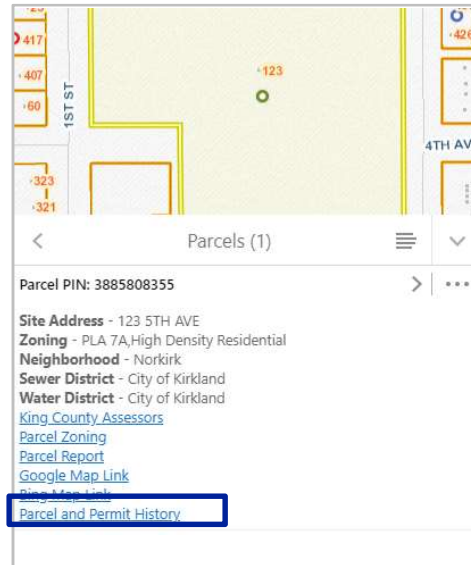 ·417
·407
·60
1ST ST
·123
·426
4TH AV
·323
·321
Parcels (1)
Parcel PIN: 3885808355
Site Address - 123 5TH AVE
Zoning - PLA 7A,High Density Residential
Neighborhood - Norkirk
Sewer District - City of Kirkland
Water District - City of Kirkland
King County Assessors
Parcel Zoning
Parcel Report
Google Map Link
Bing Map Link
Parcel and Permit History